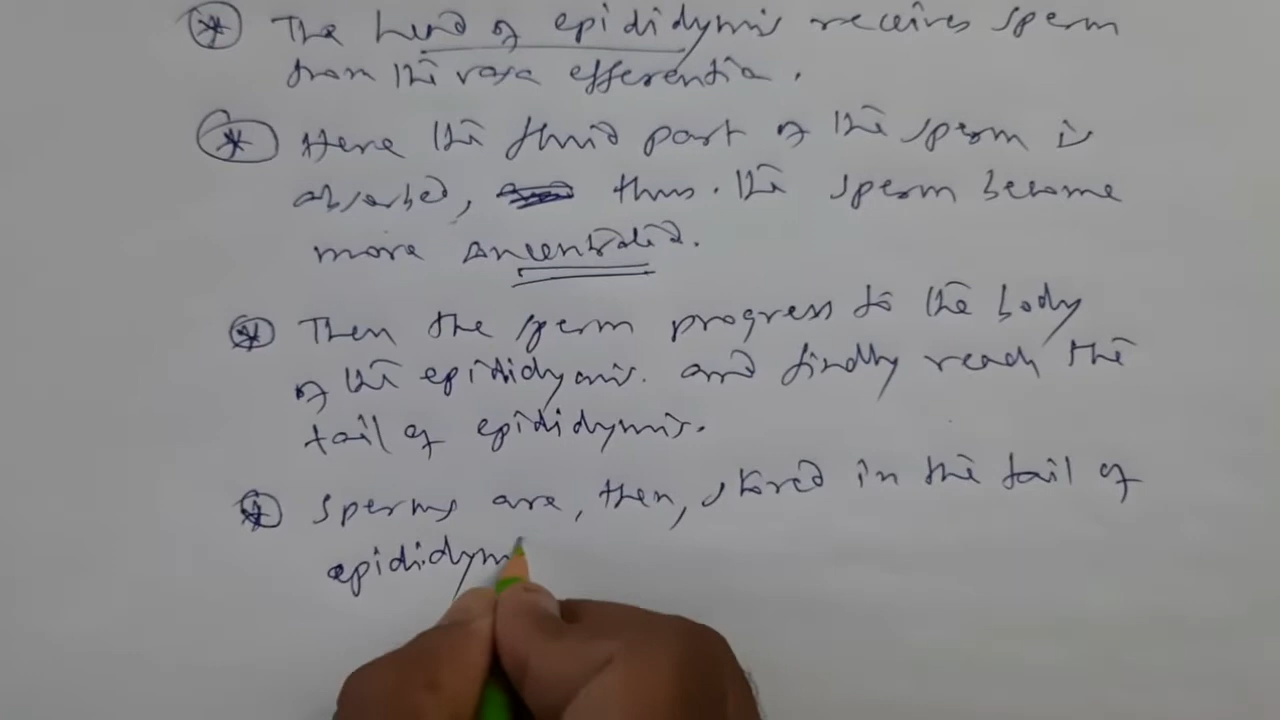 * The head of epididymis receives sperm
from the vasa efferentia.
* Here the fluid part of the sperm is
absorbed, thus. the sperm become
more concentrated.
* Then the sperm progress to the body
of the epididymis. and finally reach the
tail of epididymis.
* Sperms are, then, stored in the tail of
epididym